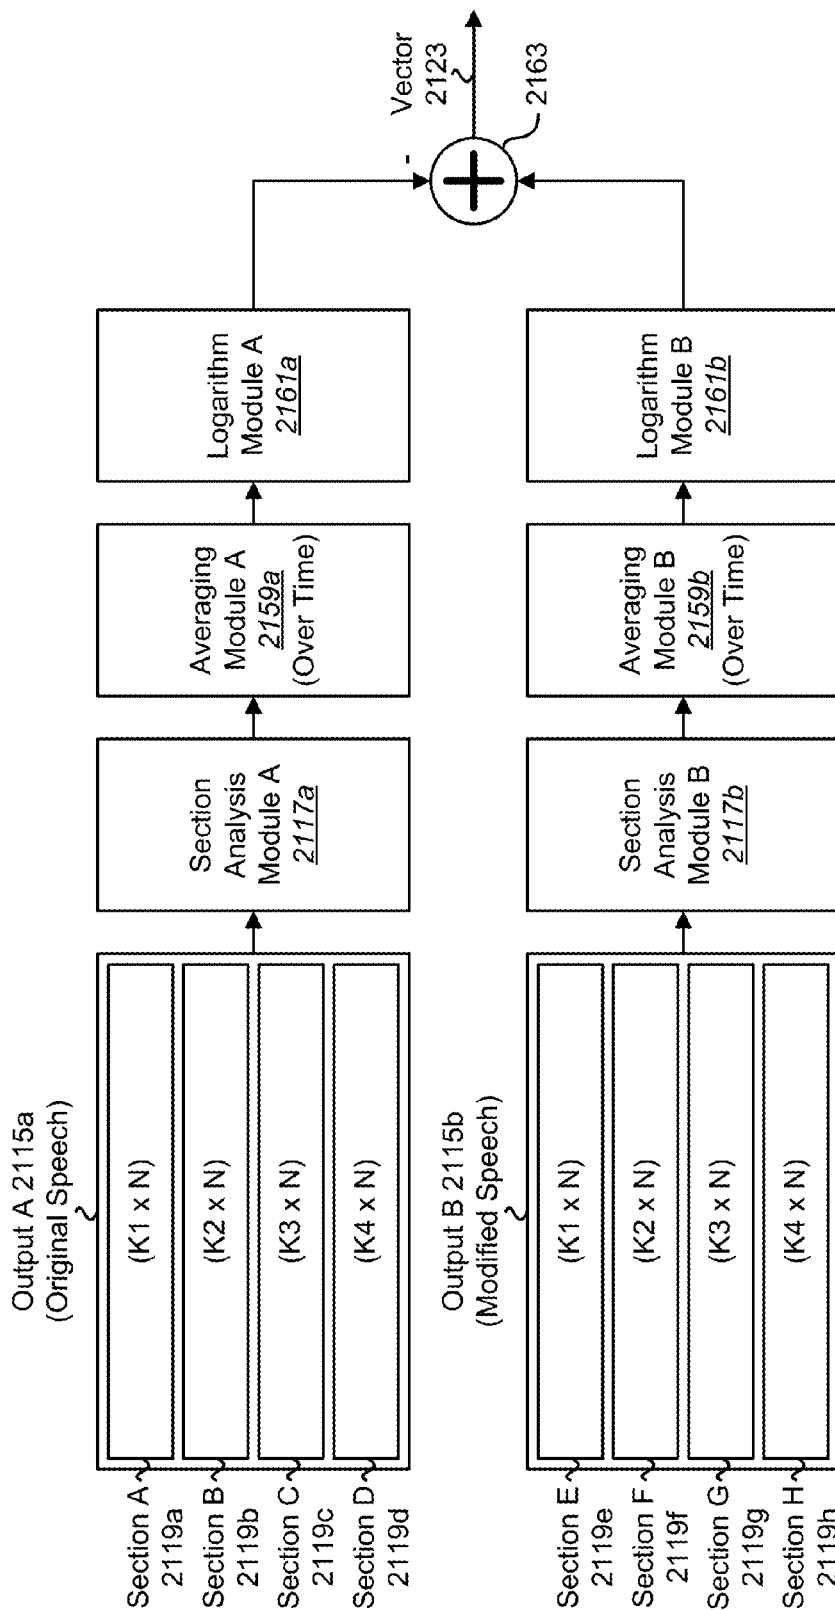 Output A 2115a
(Original Speech)
Section A
2119a
(K1 x N)
Section B
2119b
(K2 x N)
Section C
2119c
(K3 x N)
Section D
2119d
(K4 x N)
Section
Analysis
Module A
2117a
Averaging
Module A
2159a
(Over Time)
Logarithm
Module A
2161a
-
Vector
2123
2163
Output B 2115b
(Modified Speech)
Section E
2119e
(K1 x N)
Section F
2119f
(K2 x N)
Section G
2119g
(K3 x N)
Section H
2119h
(K4 x N)
Section
Analysis
Module B
2117b
Averaging
Module B
2159b
(Over Time)
Logarithm
Module B
2161b